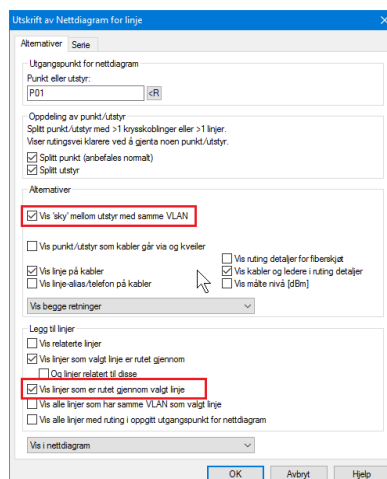 Utskrift av Nettdiagram for linje
Alternativer Serie
Utgangspunkt for nettdiagram
Punkt eller utstyr:
P01 <R
Oppdeling av punkt/utstyr
Splitt punkt/utstyr med >1 krysskoblinger eller >1 linjer.
Viser rutingsvei klarere ved å gjenta noen punkt/utstyr.
Splitt punkt (anbefales normalt)
Splitt utstyr
Alternativer
Vis 'sky' mellom utstyr med samme VLAN
Vis punkt/utstyr som kabler går via og kveiler
Vis ruting detaljer for fiberskjøt
Vis linje på kabler
Vis kabler og ledere i ruting detaljer
Vis linje-alias/telefon på kabler
Vis målte nivå [dBm]
Vis begge retninger
Legg til linjer
Vis relaterte linjer
Vis linjer som valgt linje er rutet gjennom
Og linjer relatert til disse
Vis linjer som er rutet gjennom valgt linje
Vis alle linjer som har samme VLAN som valgt linje
Vis alle linjer med ruting i oppgitt utgangspunkt for nettdiagram
Vis i nettdiagram
OK Avbryt Hjelp